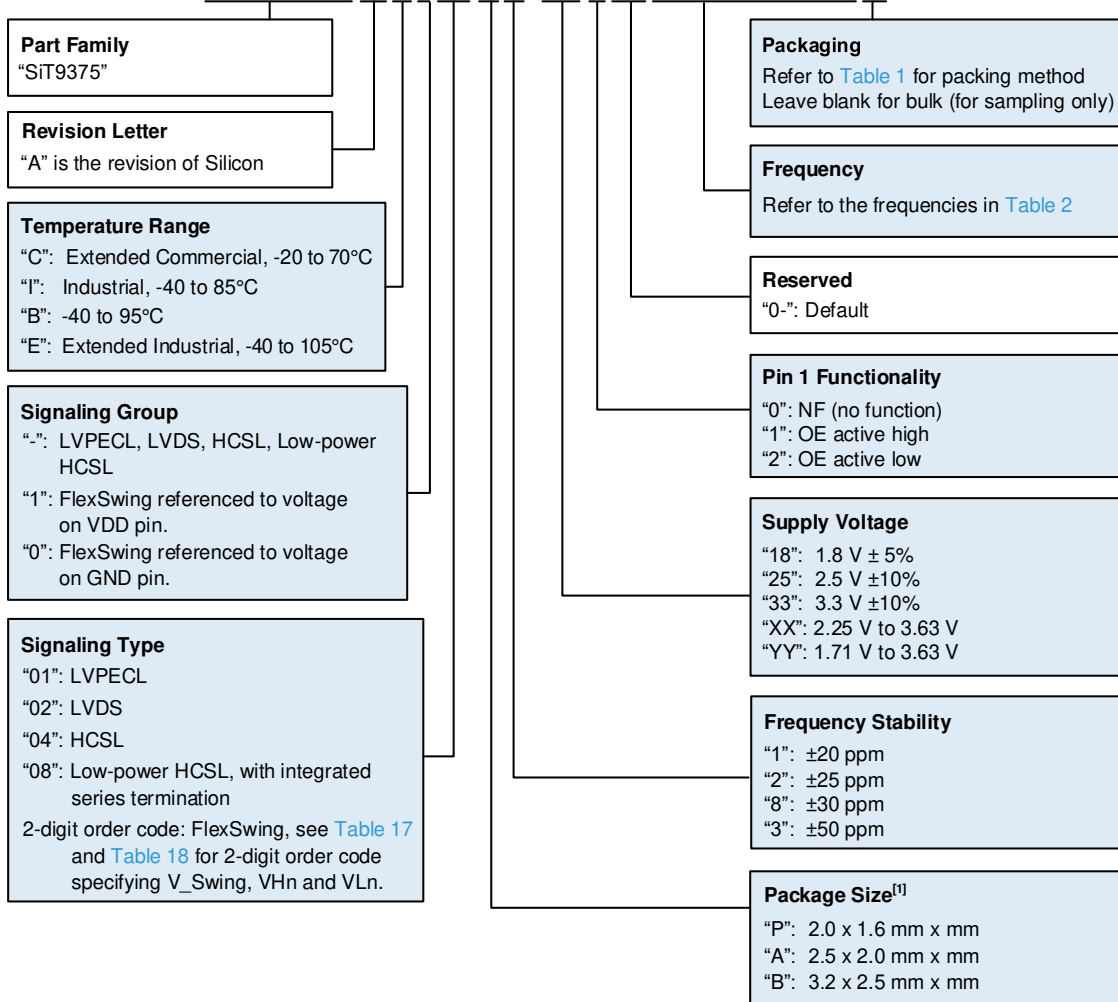 Part Family
“SiT9375”
Revision Letter
“A” is the revision of Silicon
Temperature Range
“C”: Extended Commercial, -20 to 70°C
“I”: Industrial, -40 to 85°C
“B”: -40 to 95°C
“E”: Extended Industrial, -40 to 105°C
Signaling Group
“-”: LVPECL, LVDS, HCSL, Low-power
HCSL
“1”: FlexSwing referenced to voltage
on VDD pin.
“0”: FlexSwing referenced to voltage
on GND pin.
Signaling Type
“01”: LVPECL
“02”: LVDS
“04”: HCSL
“08”: Low-power HCSL, with integrated
series termination
2-digit order code: FlexSwing, see Table 17
and Table 18 for 2-digit order code
specifying V_Swing, VHn and VLn.
Packaging
Refer to Table 1 for packing method
Leave blank for bulk (for sampling only)
Frequency
Refer to the frequencies in Table 2
Reserved
“0-”: Default
Pin 1 Functionality
“0”: NF (no function)
“1”: OE active high
“2”: OE active low
Supply Voltage
“18”: 1.8 V ± 5%
“25”: 2.5 V ±10%
“33”: 3.3 V ±10%
“XX”: 2.25 V to 3.63 V
“YY”: 1.71 V to 3.63 V
Frequency Stability
“1”: ±20 ppm
“2”: ±25 ppm
“8”: ±30 ppm
“3”: ±50 ppm
Package Size[1]
“P”: 2.0 x 1.6 mm x mm
“A”: 2.5 x 2.0 mm x mm
“B”: 3.2 x 2.5 mm x mm